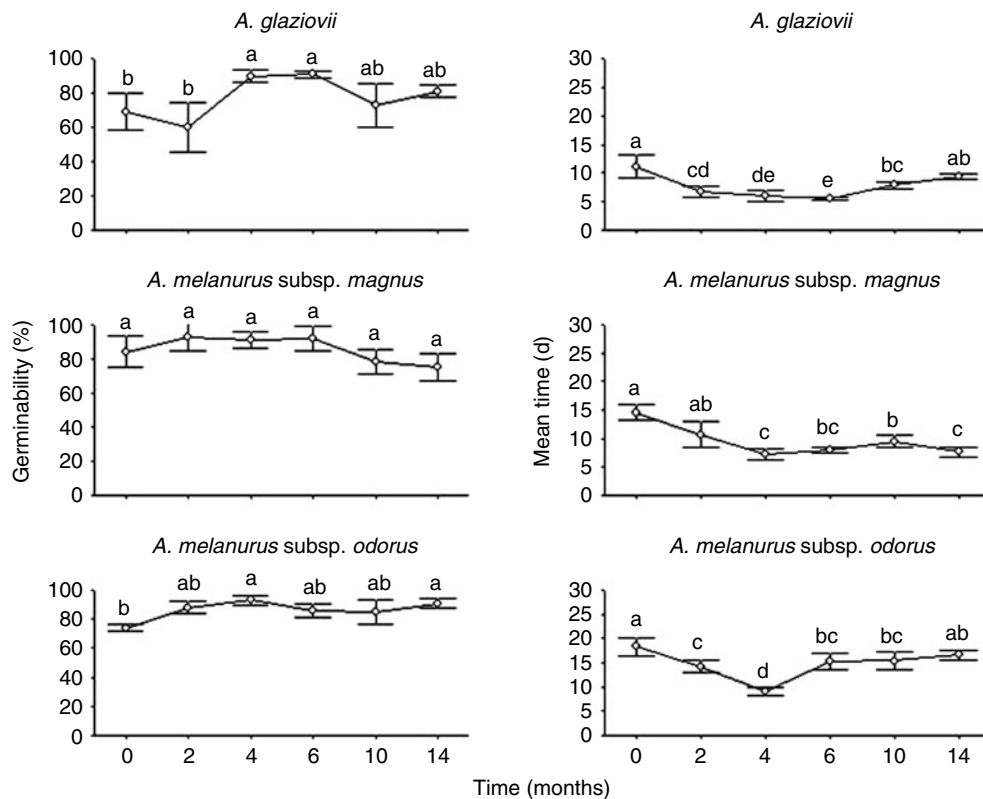 A. glaziovii
A. glaziovii
100
80
60
40
20
0
b b a a ab ab
30
25
20
15
10
5
0
a cd de e bc ab
A. melanurus subsp. magnus
A. melanurus subsp. magnus
Germinability (%)
100
80
60
40
20
0
a a a a a a
Mean time (d)
30
25
20
15
10
5
0
a ab c bc b c
A. melanurus subsp. odorus
A. melanurus subsp. odorus
100
80
60
40
20
0
b ab a ab ab a
30
25
20
15
10
5
0
a c d bc bc ab
0 2 4 6 10 14
0 2 4 6 10 14
Time (months)